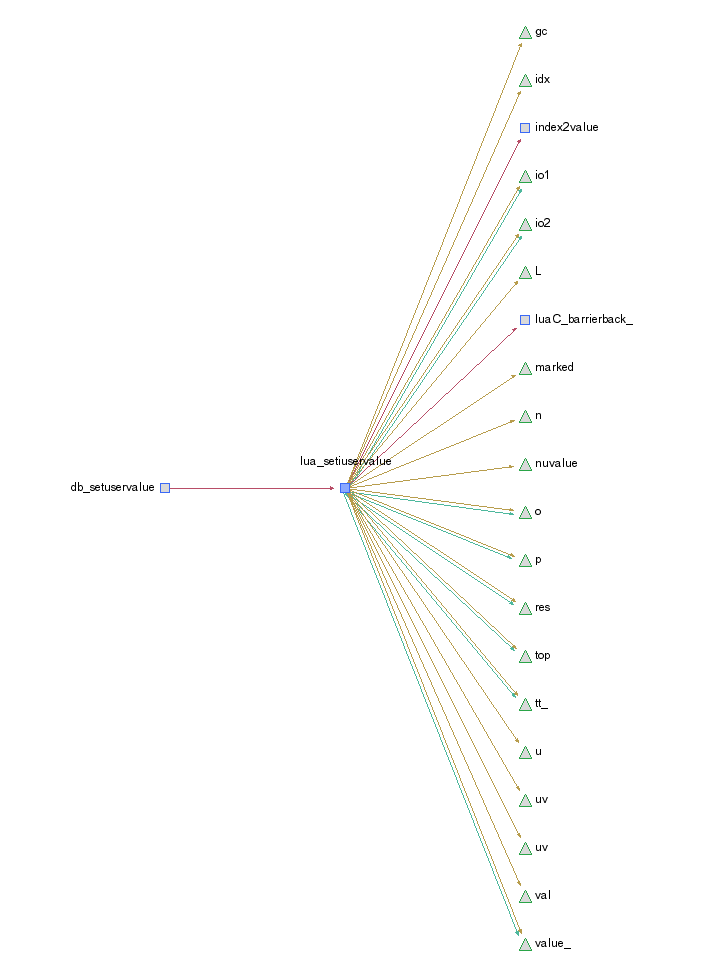 gc
idx
index2value
io1
io2
L
luaC_barrierback_
marked
n
lua_setiuservalue
nuvalue
db_setuservalue
o
p
res
top
tt_
u
uv
uv
val
value_